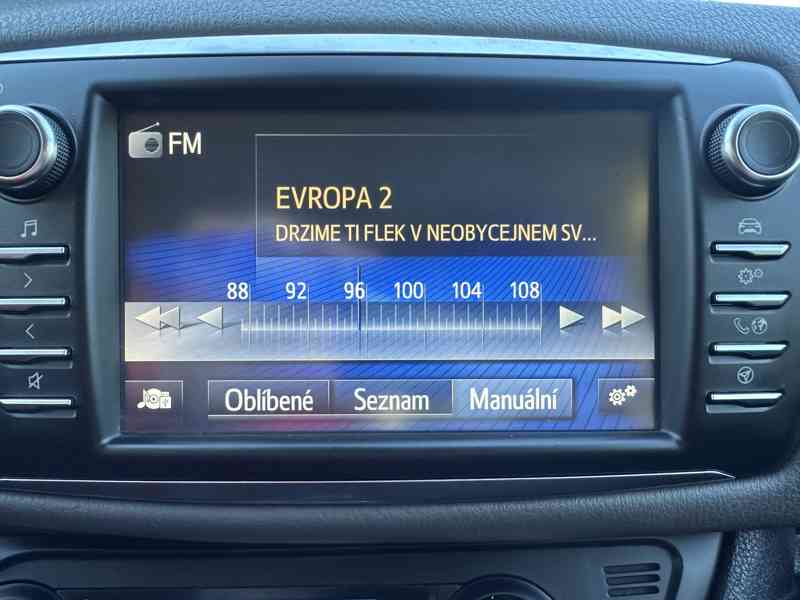 FM
EVROPA 2
DRZIME TI FLEK V NEOBYCEJNEM SV...
88 92 96 100 104 108
Oblíbené Seznam Manuální